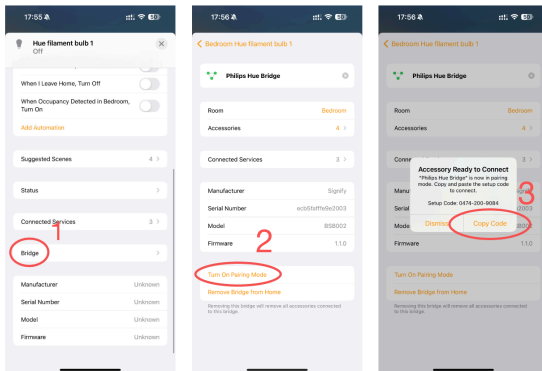 17:55
Hue filament bulb 1
Off
When I Leave Home, Turn Off
When Occupancy Detected in Bedroom,
Turn On
Add Automation
Suggested Scenes 4
Status
Connected Services 3
1
Bridge
Manufacturer Unknown
Serial Number Unknown
Model Unknown
Firmware Unknown
17:56
Bedroom Hue filament bulb 1
Philips Hue Bridge
Room Bedroom
Accessories 4
Connected Services 3
Manufacturer Signify
Serial Number ecb5fafffe9e2003
Model BSB002
Firmware 1.1.0
2
Turn On Pairing Mode
Remove Bridge from Home
Removing this bridge will remove all accessories connected
to this bridge.
17:56
Bedroom Hue filament bulb 1
Philips Hue Bridge
Room Bedroom
Accessories 4
Accessory Ready to Connect
"Philips Hue Bridge" is now in pairing
mode. Copy and paste the setup code
to connect.
Setup Code: 0474-200-9084
3
Copy Code
Firmware 1.1.0
Turn On Pairing Mode
Remove Bridge from Home
Removing this bridge will remove all accessories connected
to this bridge.